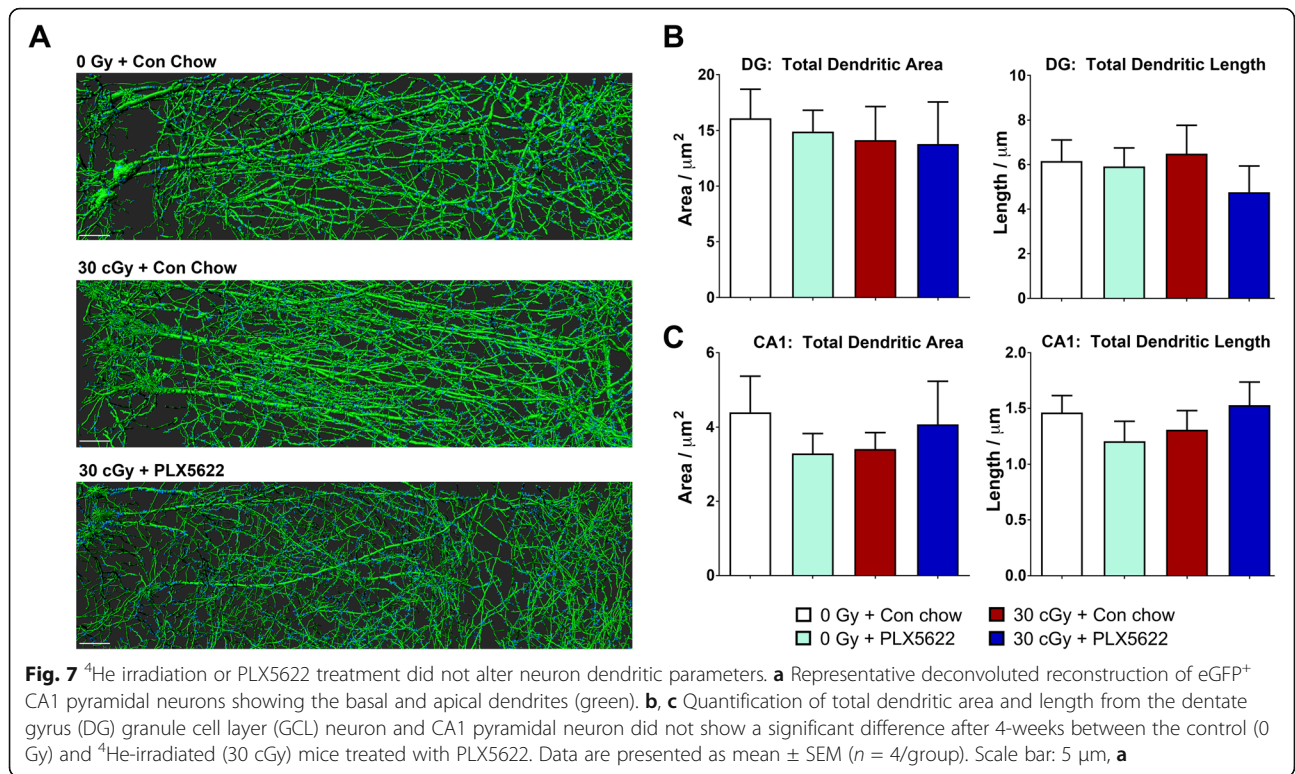 A
0 Gy + Con Chow
30 cGy + Con Chow
30 cGy + PLX5622
B
DG: Total Dendritic Area
Area / μm²
20
15
10
5
0
DG: Total Dendritic Length
Length / μm
10
8
6
4
2
0
C
CA1: Total Dendritic Area
Area / μm²
6
4
2
0
CA1: Total Dendritic Length
Length / μm
2.0
1.5
1.0
0.5
0.0
0 Gy + Con chow
30 cGy + Con chow
0 Gy + PLX5622
30 cGy + PLX5622
Fig. 7 ⁴He irradiation or PLX5622 treatment did not alter neuron dendritic parameters. a Representative deconvoluted reconstruction of eGFP⁺
CA1 pyramidal neurons showing the basal and apical dendrites (green). b, c Quantification of total dendritic area and length from the dentate
gyrus (DG) granule cell layer (GCL) neuron and CA1 pyramidal neuron did not show a significant difference after 4-weeks between the control (0
Gy) and ⁴He-irradiated (30 cGy) mice treated with PLX5622. Data are presented as mean ± SEM (n = 4/group). Scale bar: 5 μm, a